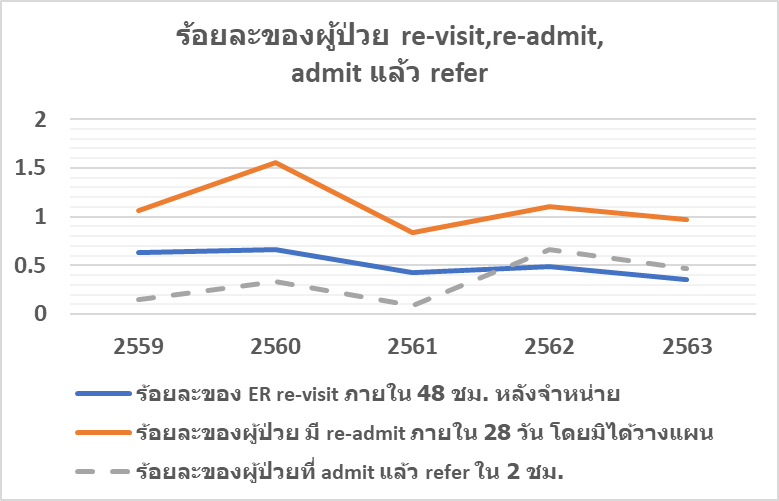 ร้อยละของผู้ป่วย re-visit,re-admit,
admit แล้ว refer
2
1.5
1
0.5
0
2559 2560 2561 2562 2563
ร้อยละของ ER re-visit ภายใน 48 ชม. หลังจำหน่าย
ร้อยละของผู้ป่วย มี re-admit ภายใน 28 วัน โดยมิได้วางแผน
ร้อยละของผู้ป่วยที่ admit แล้ว refer ใน 2 ชม.